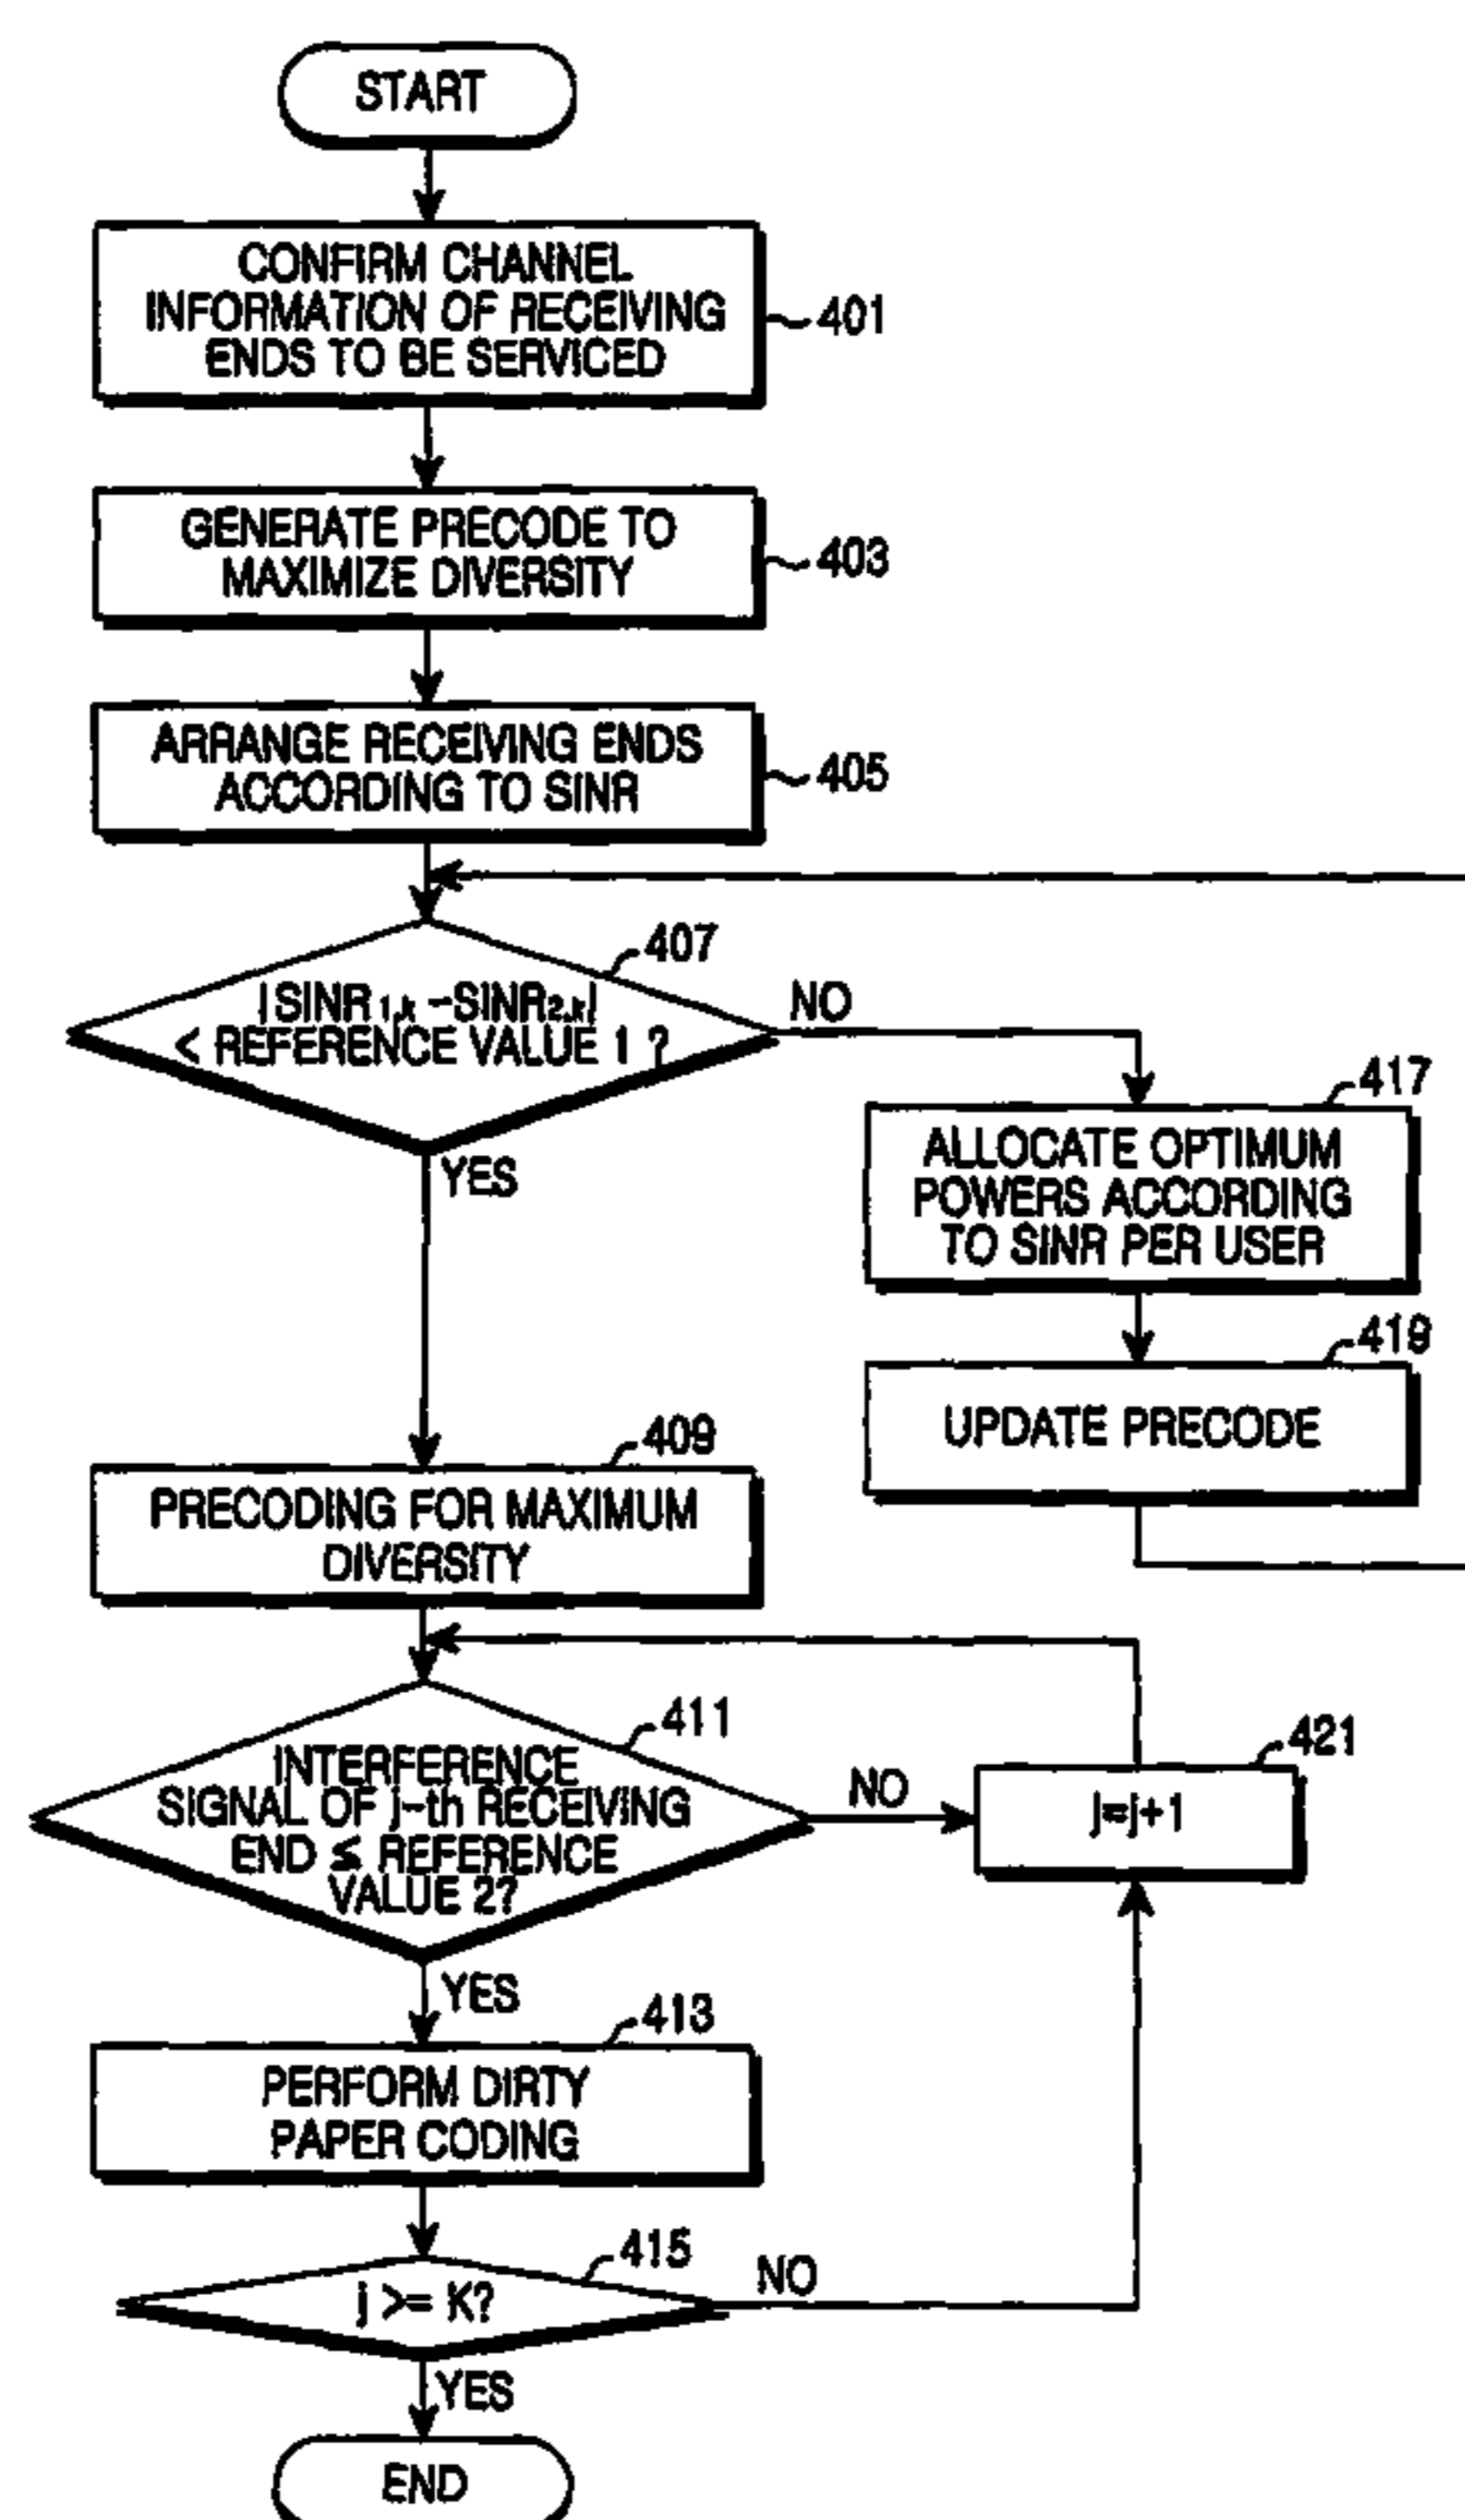 START
CONFIRM CHANNEL
INFORMATION OF RECEIVING
ENDS TO BE SERVICED
401
GENERATE PRECODE TO
MAXIMIZE DIVERSITY
403
ARRANGE RECEIVING ENDS
ACCORDING TO SINR
405
407
|SINR1,k -SINR2,k|
< REFERENCE VALUE 1 ?
NO
YES
417
ALLOCATE OPTIMUM
POWERS ACCORDING
TO SINR PER USER
419
UPDATE PRECODE
409
PRECODING FOR MAXIMUM
DIVERSITY
411
INTERFERENCE
SIGNAL OF j-th RECEIVING
END ≤ REFERENCE
VALUE 2?
NO
421
j=j+1
YES
413
PERFORM DIRTY
PAPER CODING
415
j >= K?
NO
YES
END